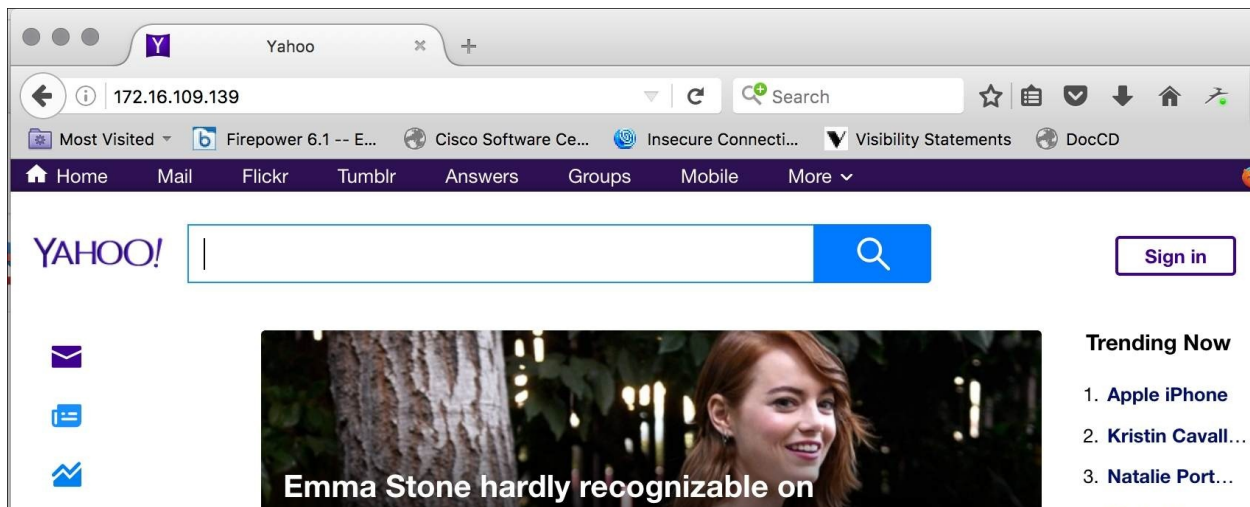 Y Yahoo
172.16.109.139 Search
Most Visited b Firepower 6.1 -- E... Cisco Software Ce... Insecure Connecti... V Visibility Statements DocCD
Home Mail Flickr Tumblr Answers Groups Mobile More
YAHOO! Sign in
Trending Now
1. Apple iPhone
2. Kristin Cavall...
3. Natalie Port...
Emma Stone hardly recognizable on